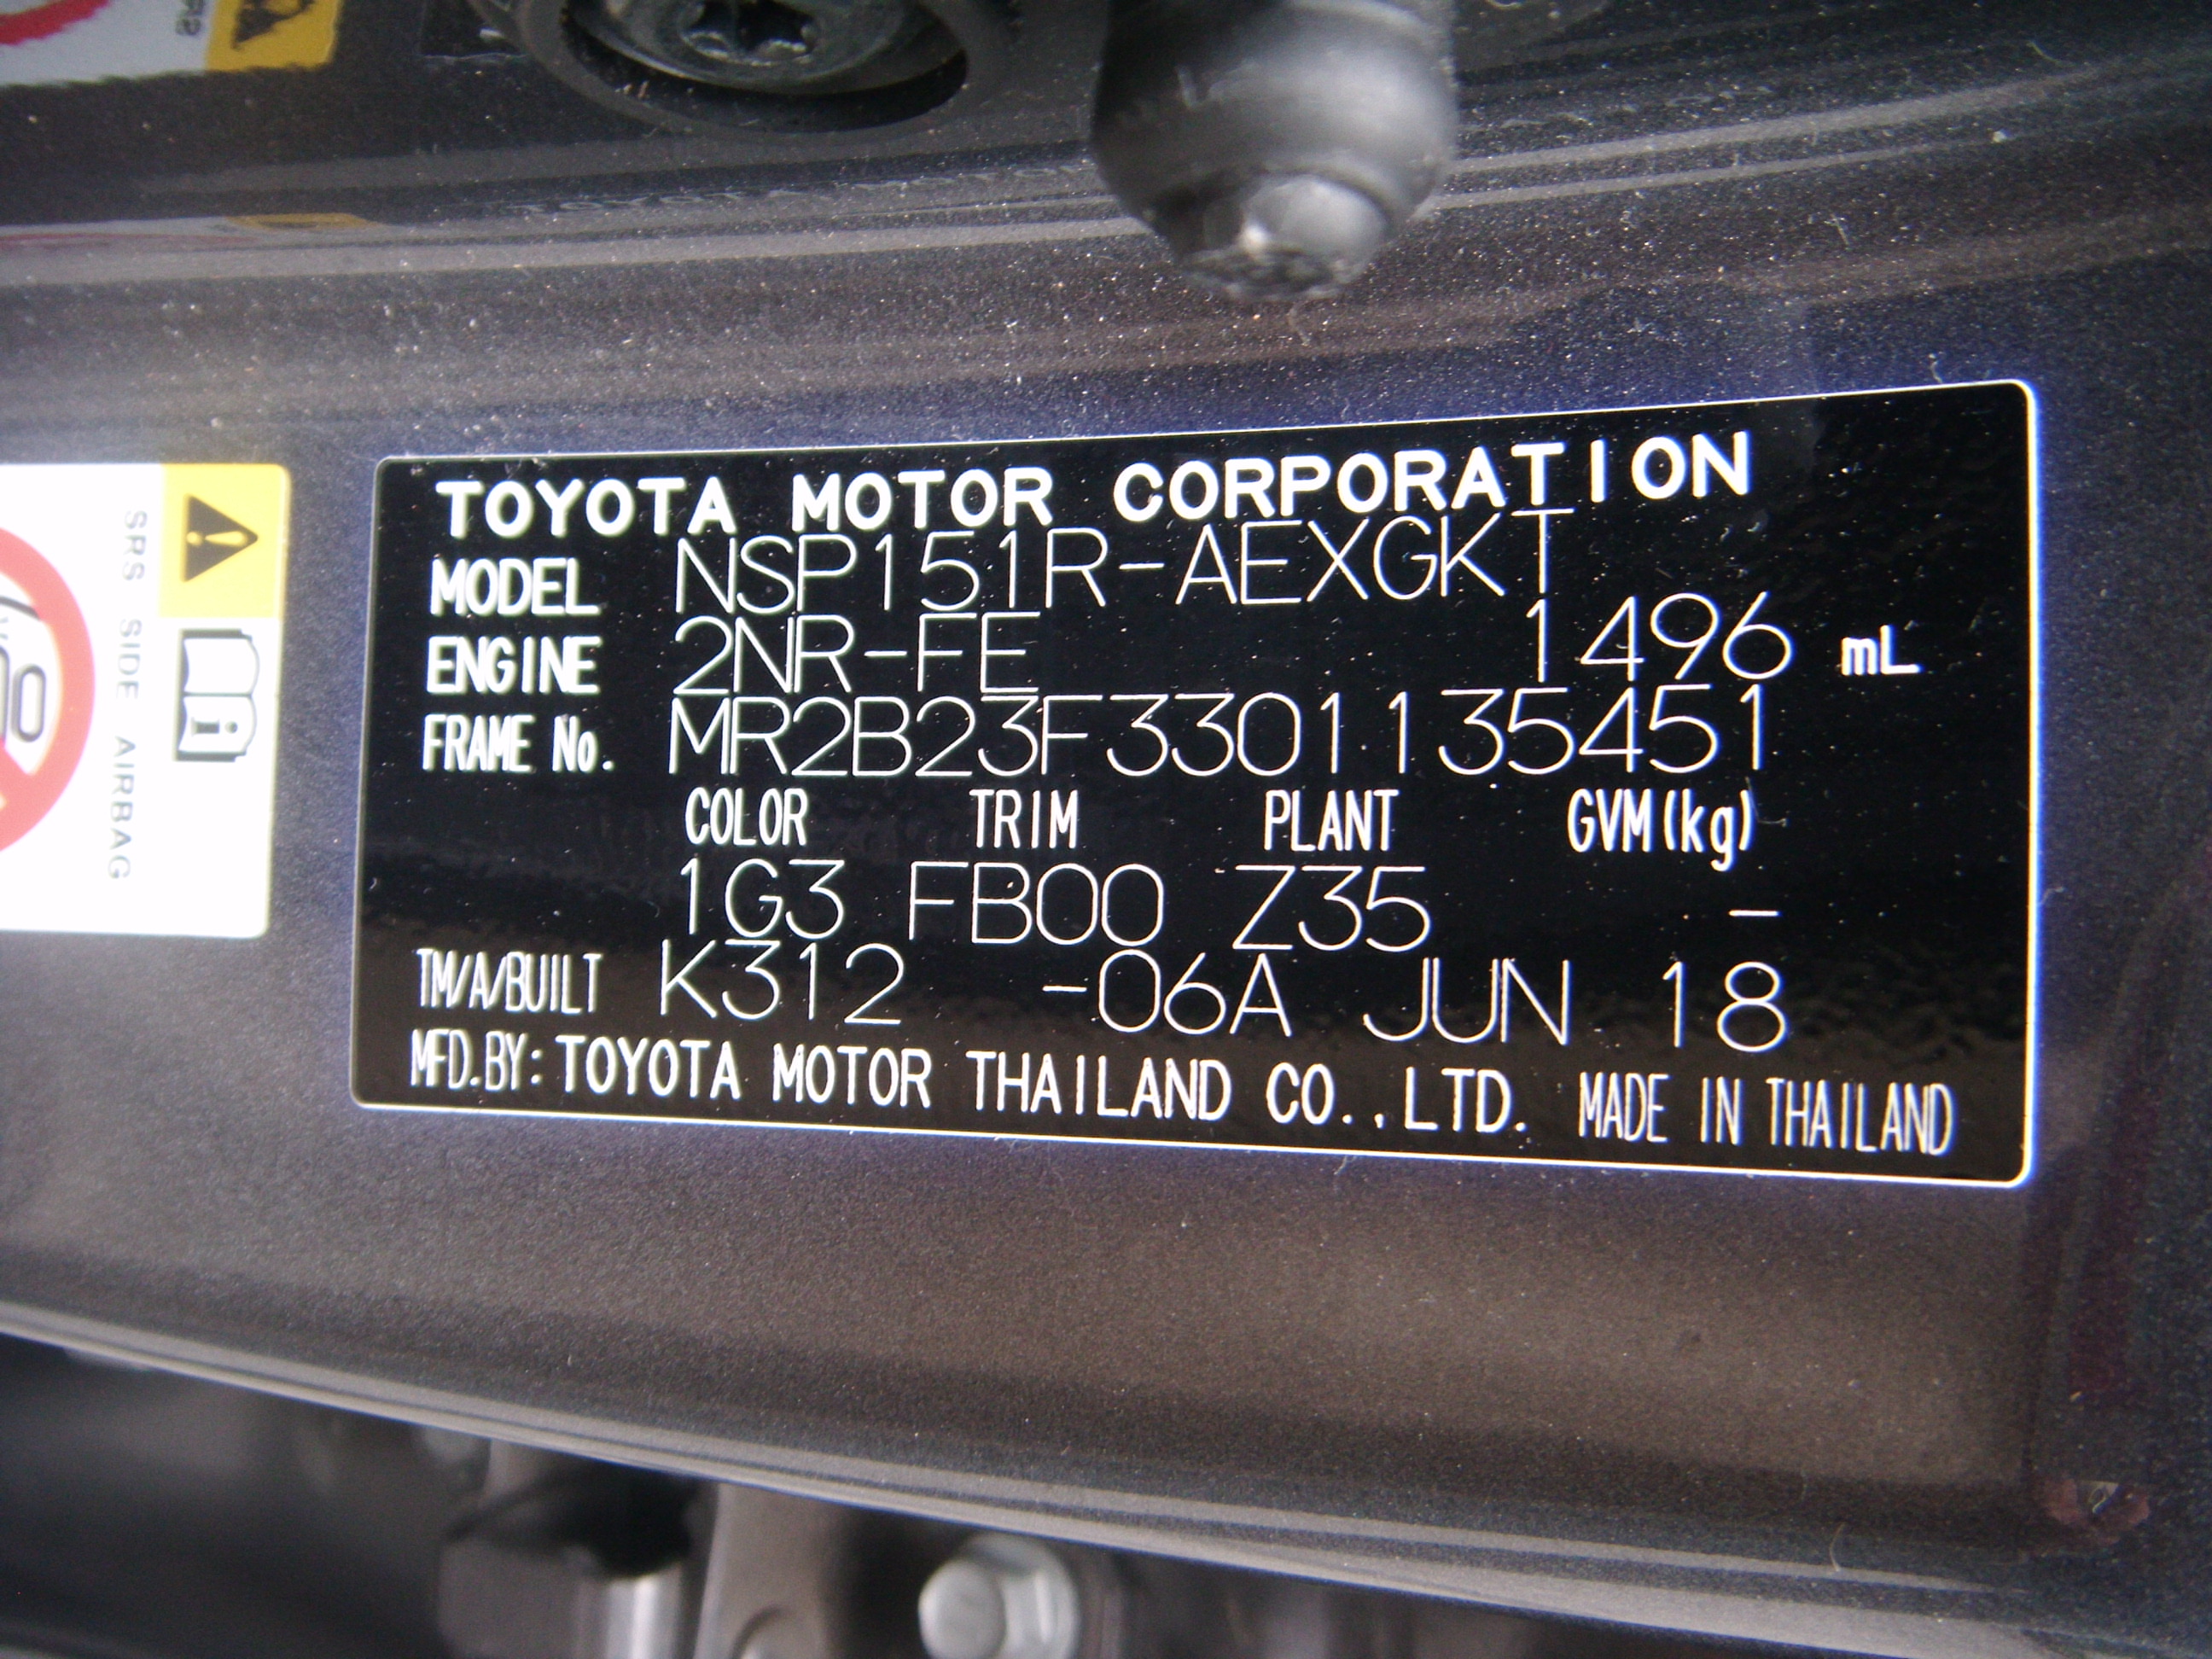 TOYOTA MOTOR CORPORATION
MODEL NSP151R-AEXGKT
ENGINE 2NR-FE 1496 mL
FRAME No. MR2B23F3301135451
COLOR TRIM PLANT GVM(kg)
1G3 FB00 Z35 -
TM/A/BUILT K312 -06A JUN 18
MFD.BY: TOYOTA MOTOR THAILAND CO.,LTD. MADE IN THAILAND
SRS SIDE AIRBAG